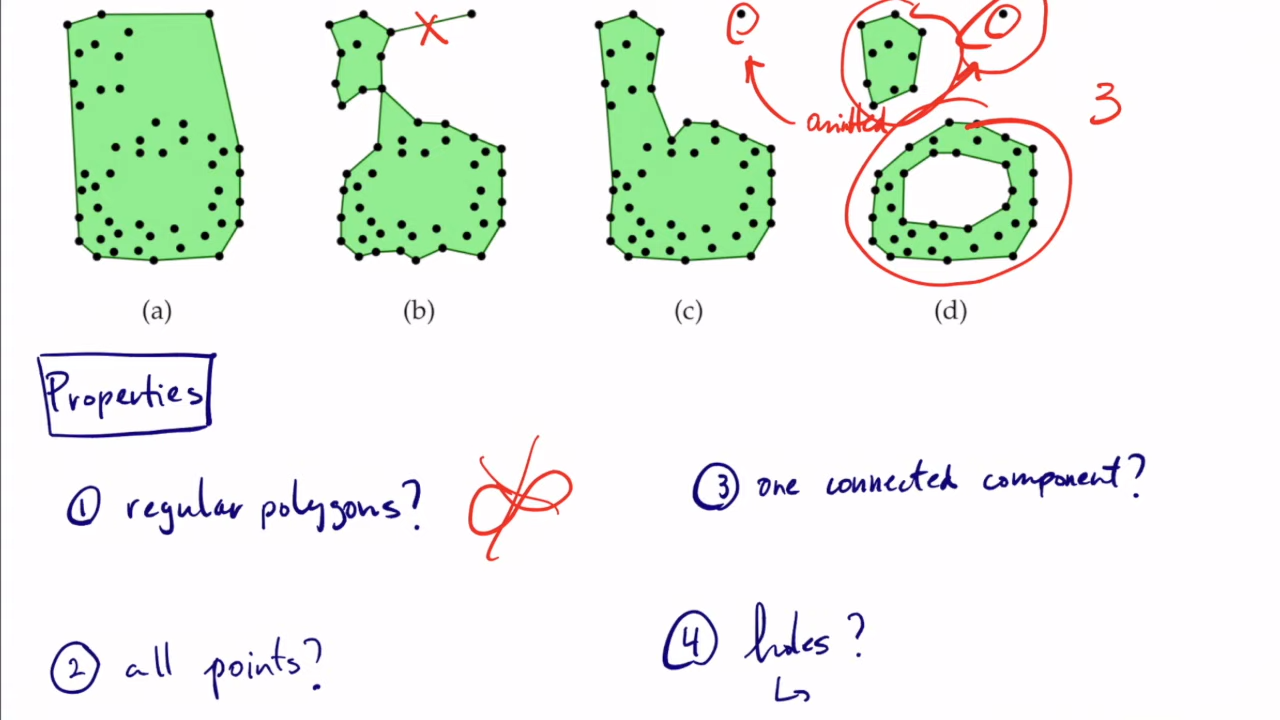 3
omitted
(a) (b) (c) (d)
Properties
① regular polygons?
③ one connected component?
② all points?
④ holes?
↳